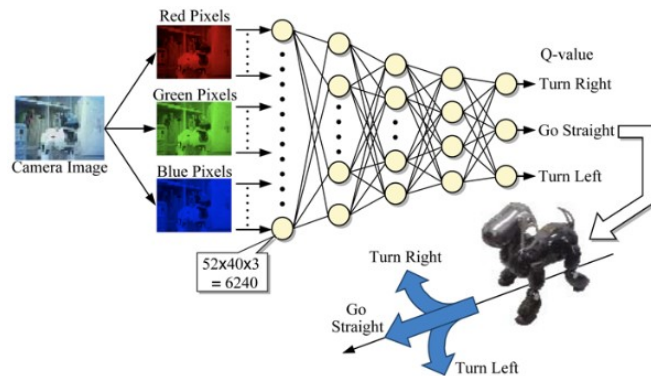 Red Pixels
Green Pixels
Blue Pixels
Camera Image
52x40x3
= 6240
Q-value
Turn Right
Go Straight
Turn Left
Turn Right
Go
Straight
Turn Left